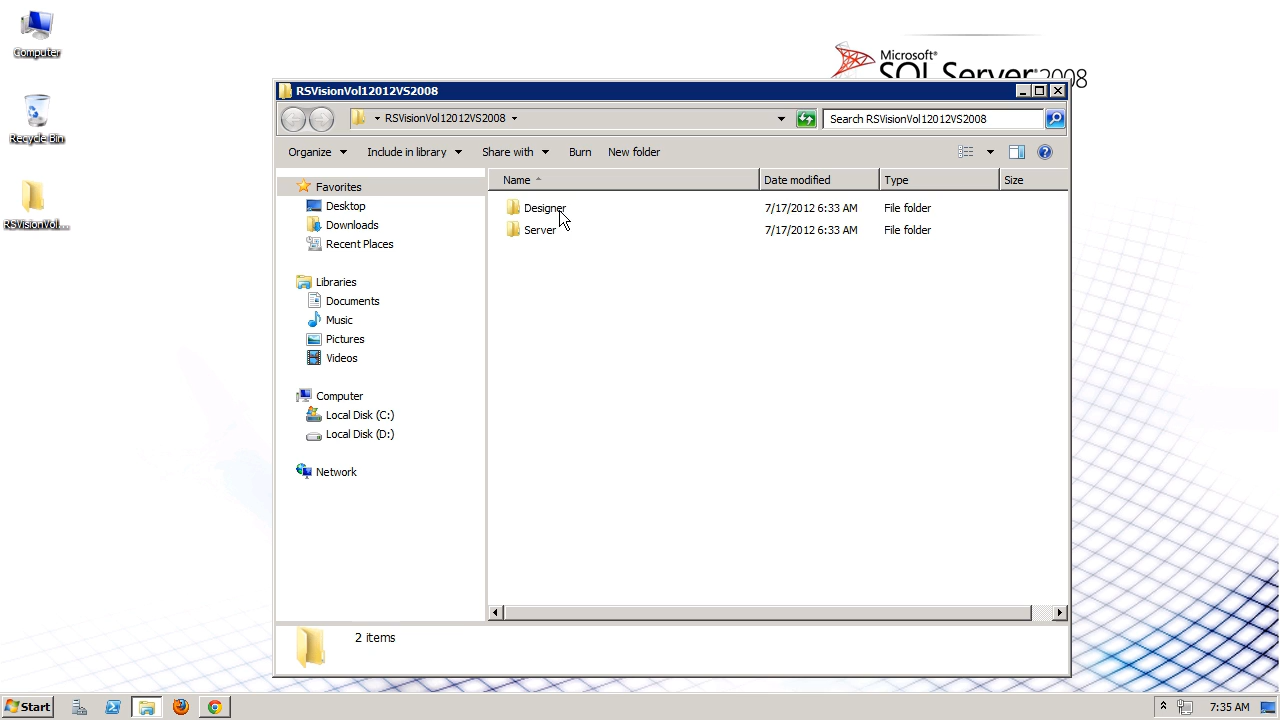 Computer
Recycle Bin
RSVisionVol...
Microsoft®
SQL Server 2008
RSVisionVol12012VS2008
RSVisionVol12012VS2008
Search RSVisionVol12012VS2008
Organize
Include in library
Share with
Burn
New folder
Name
Date modified
Type
Size
Favorites
Desktop
Downloads
Recent Places
Libraries
Documents
Music
Pictures
Videos
Computer
Local Disk (C:)
Local Disk (D:)
Network
Designer 7/17/2012 6:33 AM File folder
Server 7/17/2012 6:33 AM File folder
2 items
Start
7:35 AM